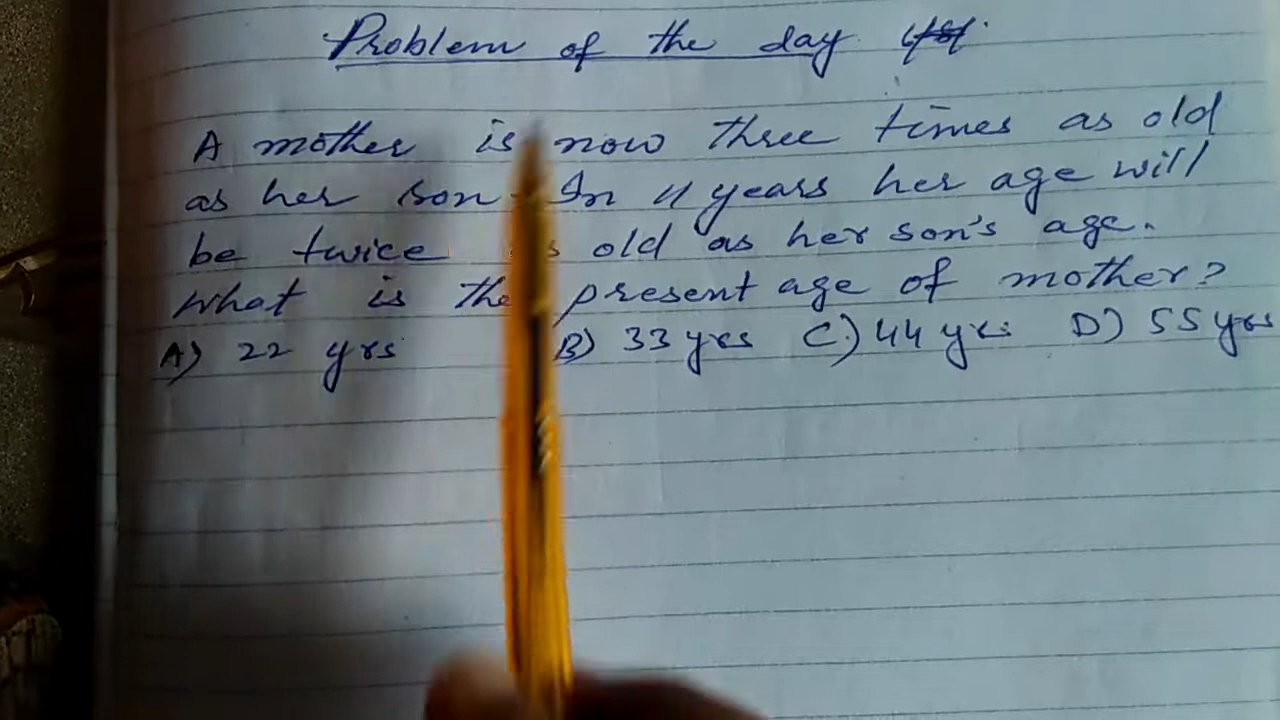 Problem of the day
A mother is now three times as old
as her son. In 11 years her age will
be twice as old as her son's age.
What is the present age of mother?
A) 22 yrs B) 33 yrs C) 44 yrs D) 55 yrs